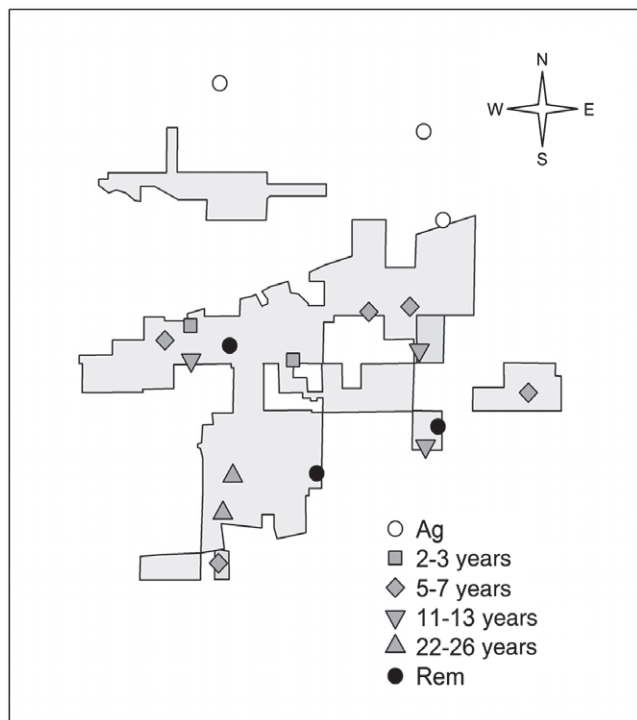 N
W E
S
Ag
2-3 years
5-7 years
11-13 years
22-26 years
Rem